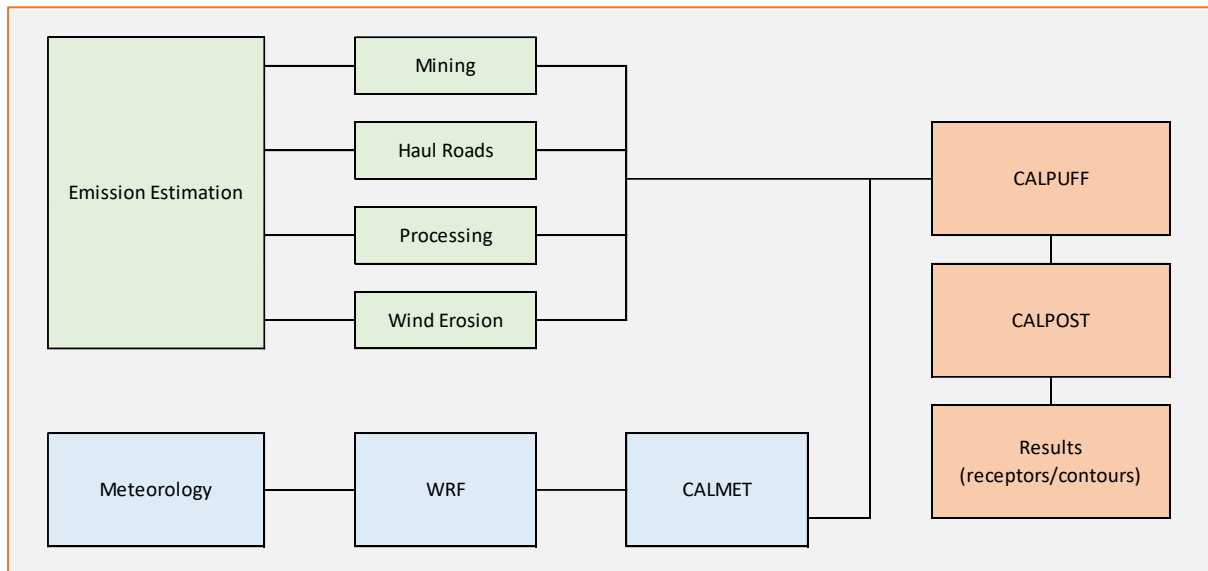 Mining
Haul Roads
Emission Estimation
Processing
Wind Erosion
Meteorology
WRF
CALMET
CALPUFF
CALPOST
Results
(receptors/contours)